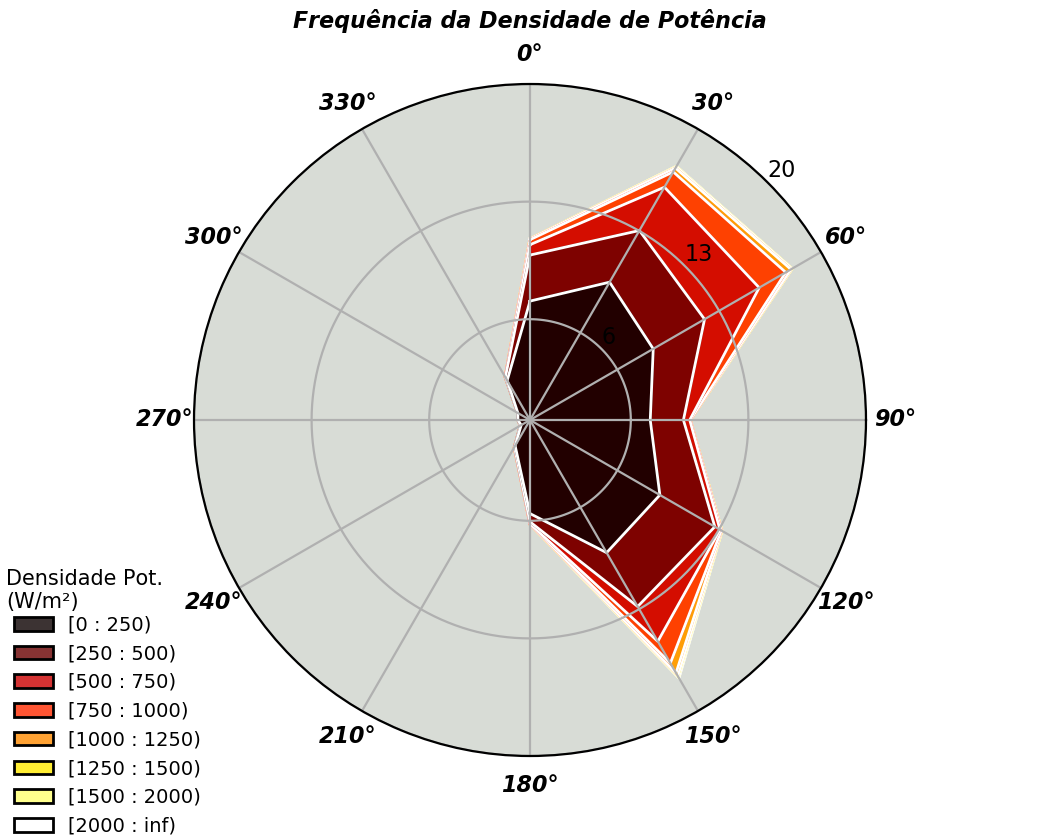 Frequência da Densidade de Potência
0°
330°
30°
20
300°
60°
13
6
270°
90°
240°
120°
210°
150°
180°
Densidade Pot.
(W/m²)
[0 : 250)
[250 : 500)
[500 : 750)
[750 : 1000)
[1000 : 1250)
[1250 : 1500)
[1500 : 2000)
[2000 : inf)